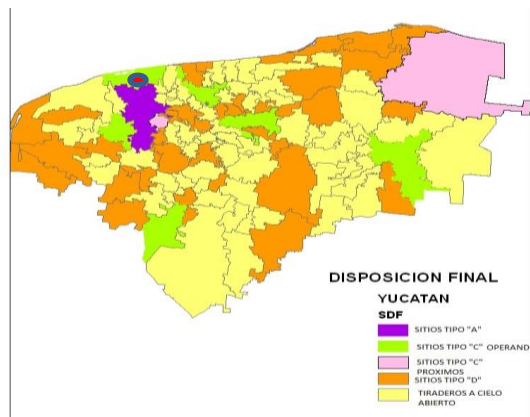 DISPOSICION FINAL
YUCATAN
SDF
SITIOS TIPO "A"
SITIOS TIPO "C" OPERAND
SITIOS TIPO "C"
PROXIMOS
SITIOS TIPO "D"
TIRADEROS A CIELO
ABIERTO